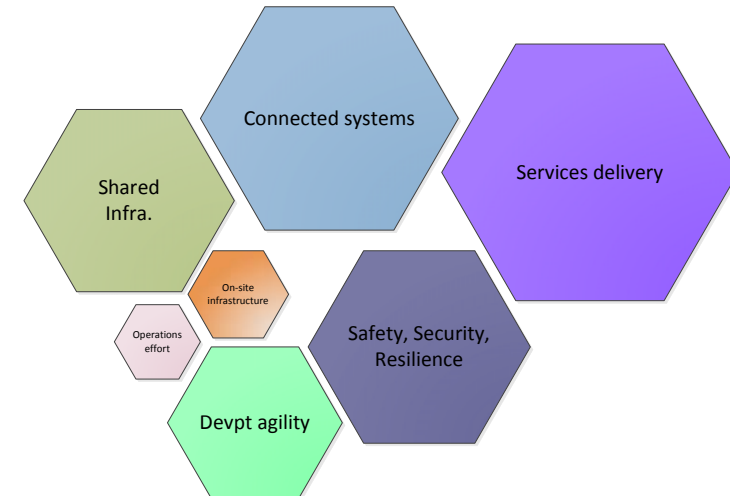 Connected systems
Services delivery
Shared
Infra.
On-site
infrastructure
Operations
effort
Safety, Security,
Resilience
Devpt agility